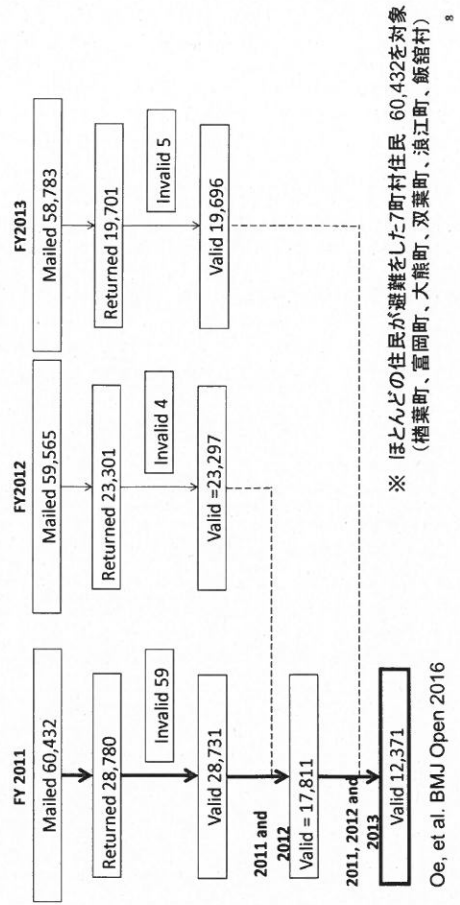 FY 2011
Mailed 60,432
Returned 28,780
Invalid 59
Valid 28,731
2011 and
2012
Valid = 17,811
2011, 2012 and
2013
Valid 12,371
FY2012
Mailed 59,565
Returned 23,301
Invalid 4
Valid =23,297
FY2013
Mailed 58,783
Returned 19,701
Invalid 5
Valid 19,696
Oe, et al. BMJ Open 2016
※ ほとんどの住民が避難をした7町村住民 60,432を対象
(楢葉町、富岡町、大熊町、双葉町、浪江町、飯舘村)
8